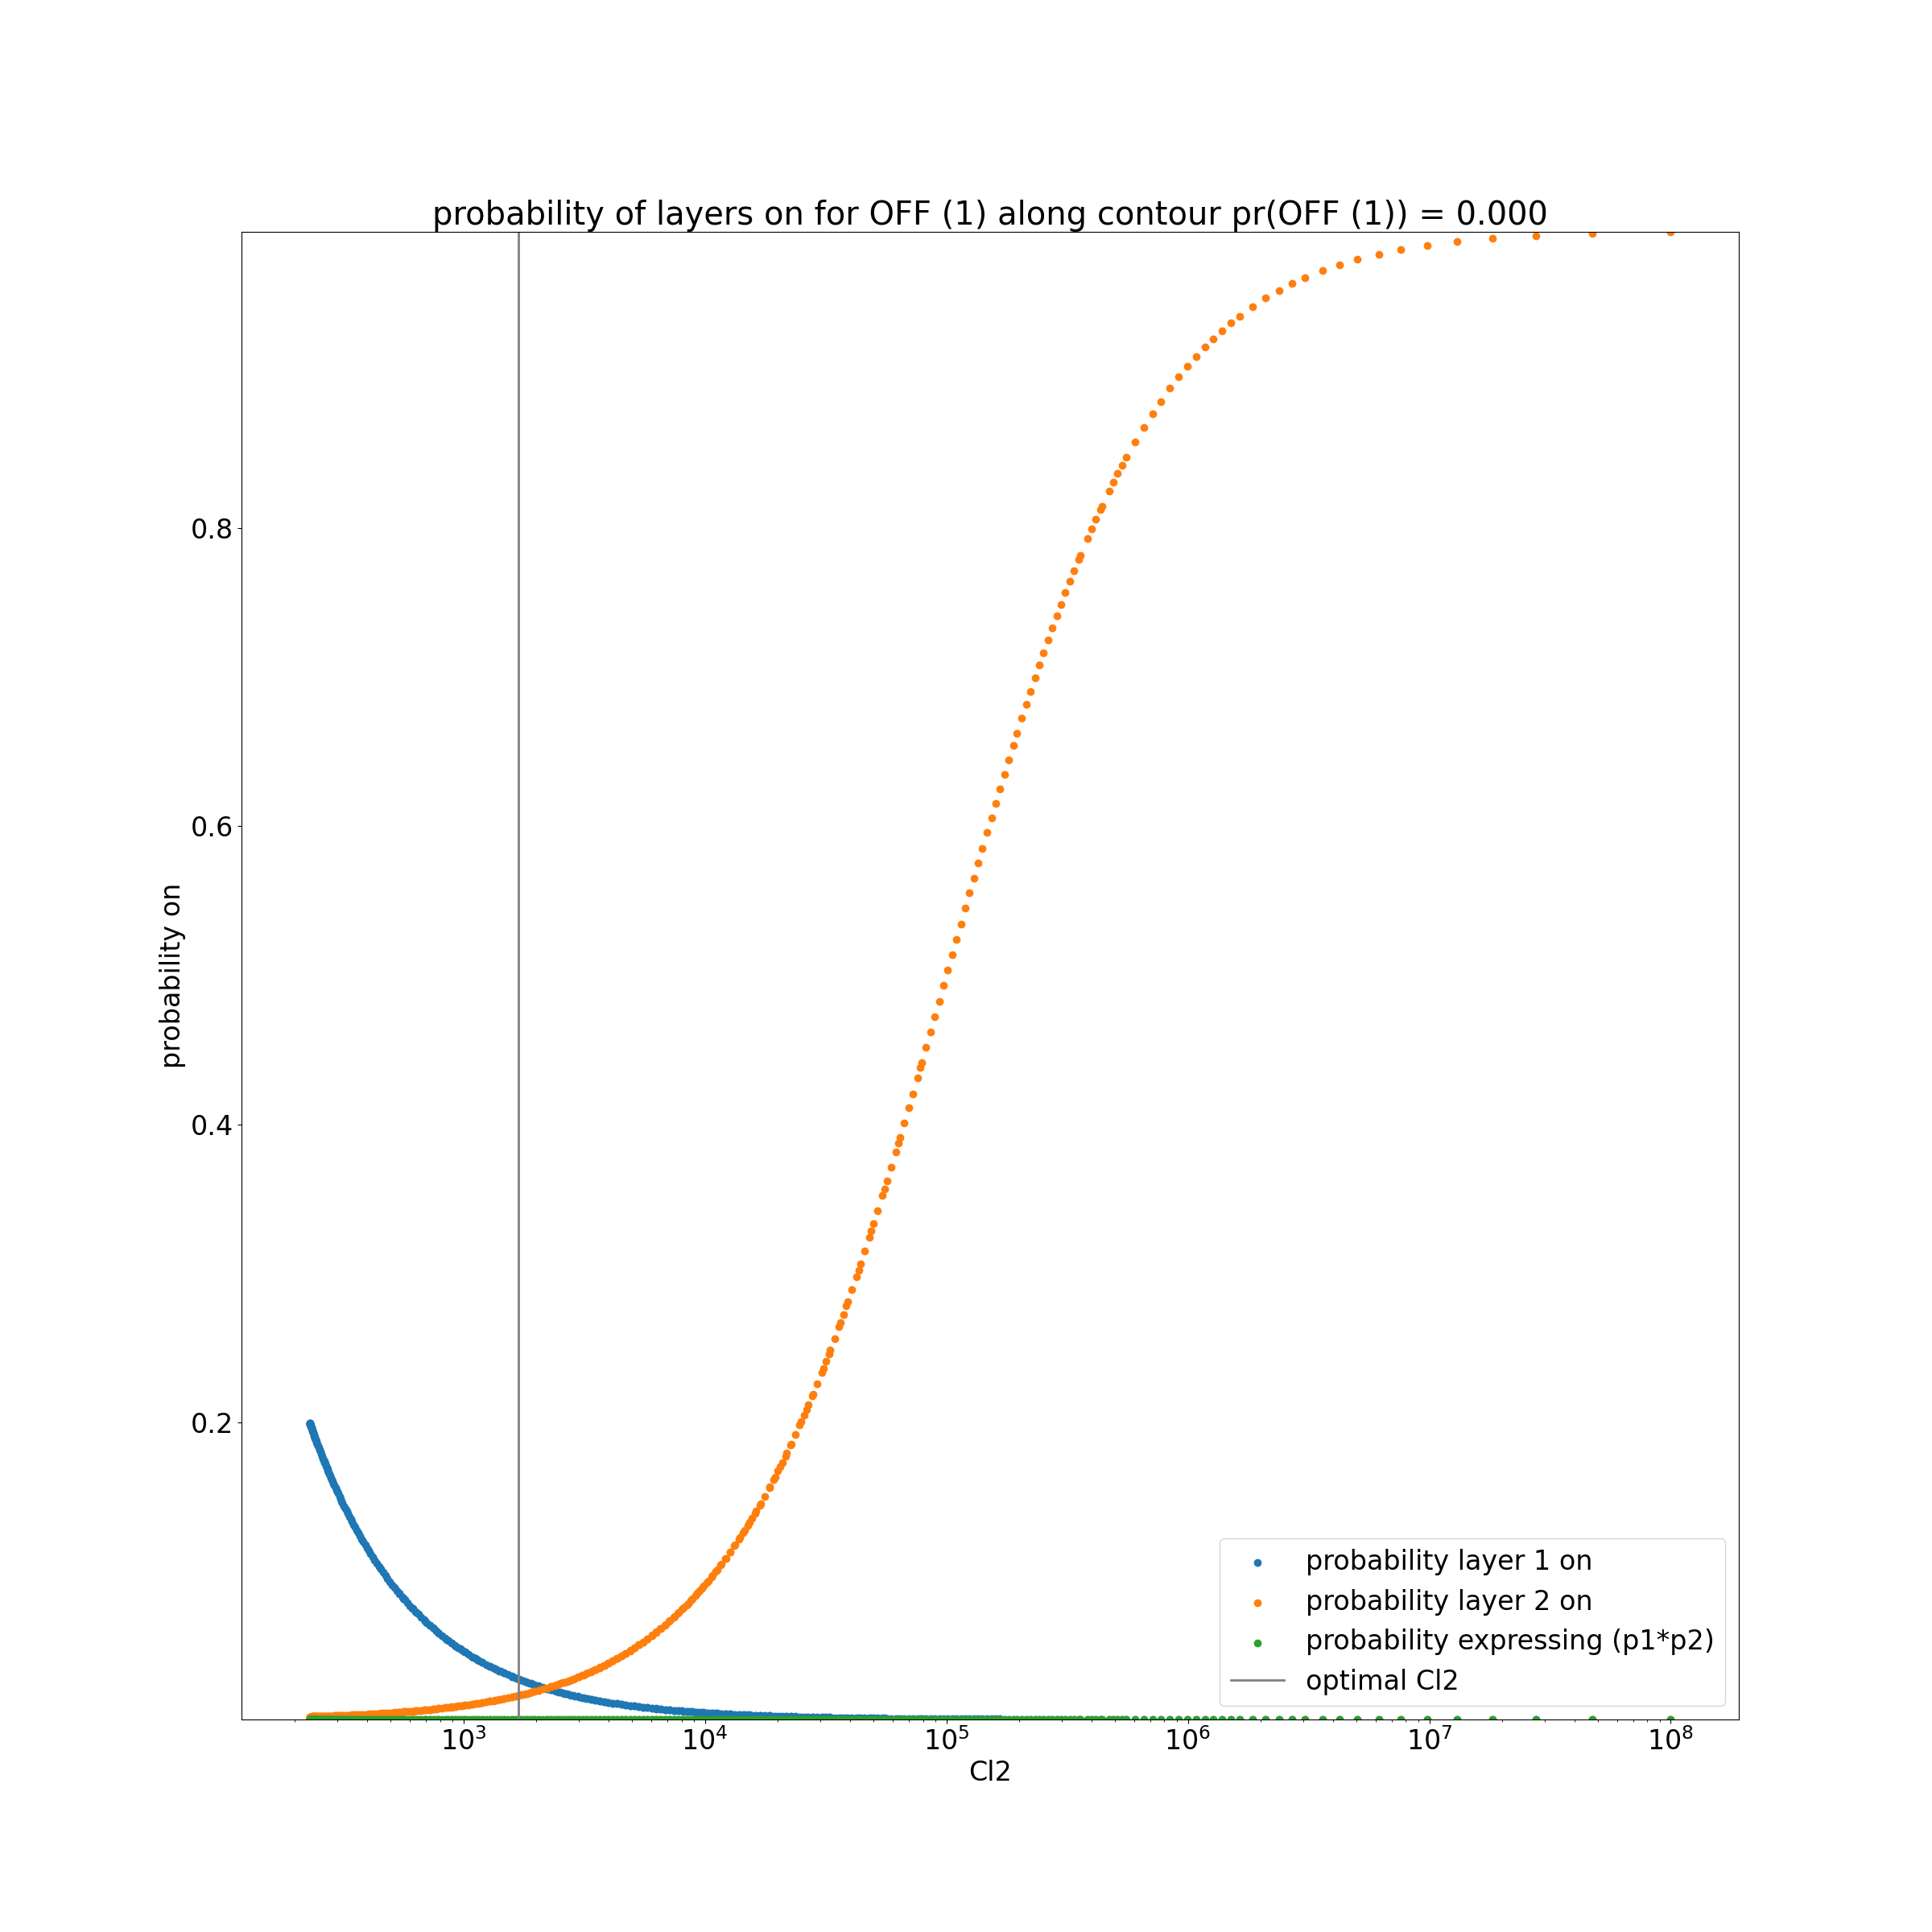 probability of layers on for OFF (1) along contour pr(OFF (1)) = 0.000
probability on
0.8
0.6
0.4
0.2
10³ 10⁴ 10⁵ 10⁶ 10⁷ 10⁸
Cl2
probability layer 1 on
probability layer 2 on
probability expressing (p1*p2)
optimal Cl2